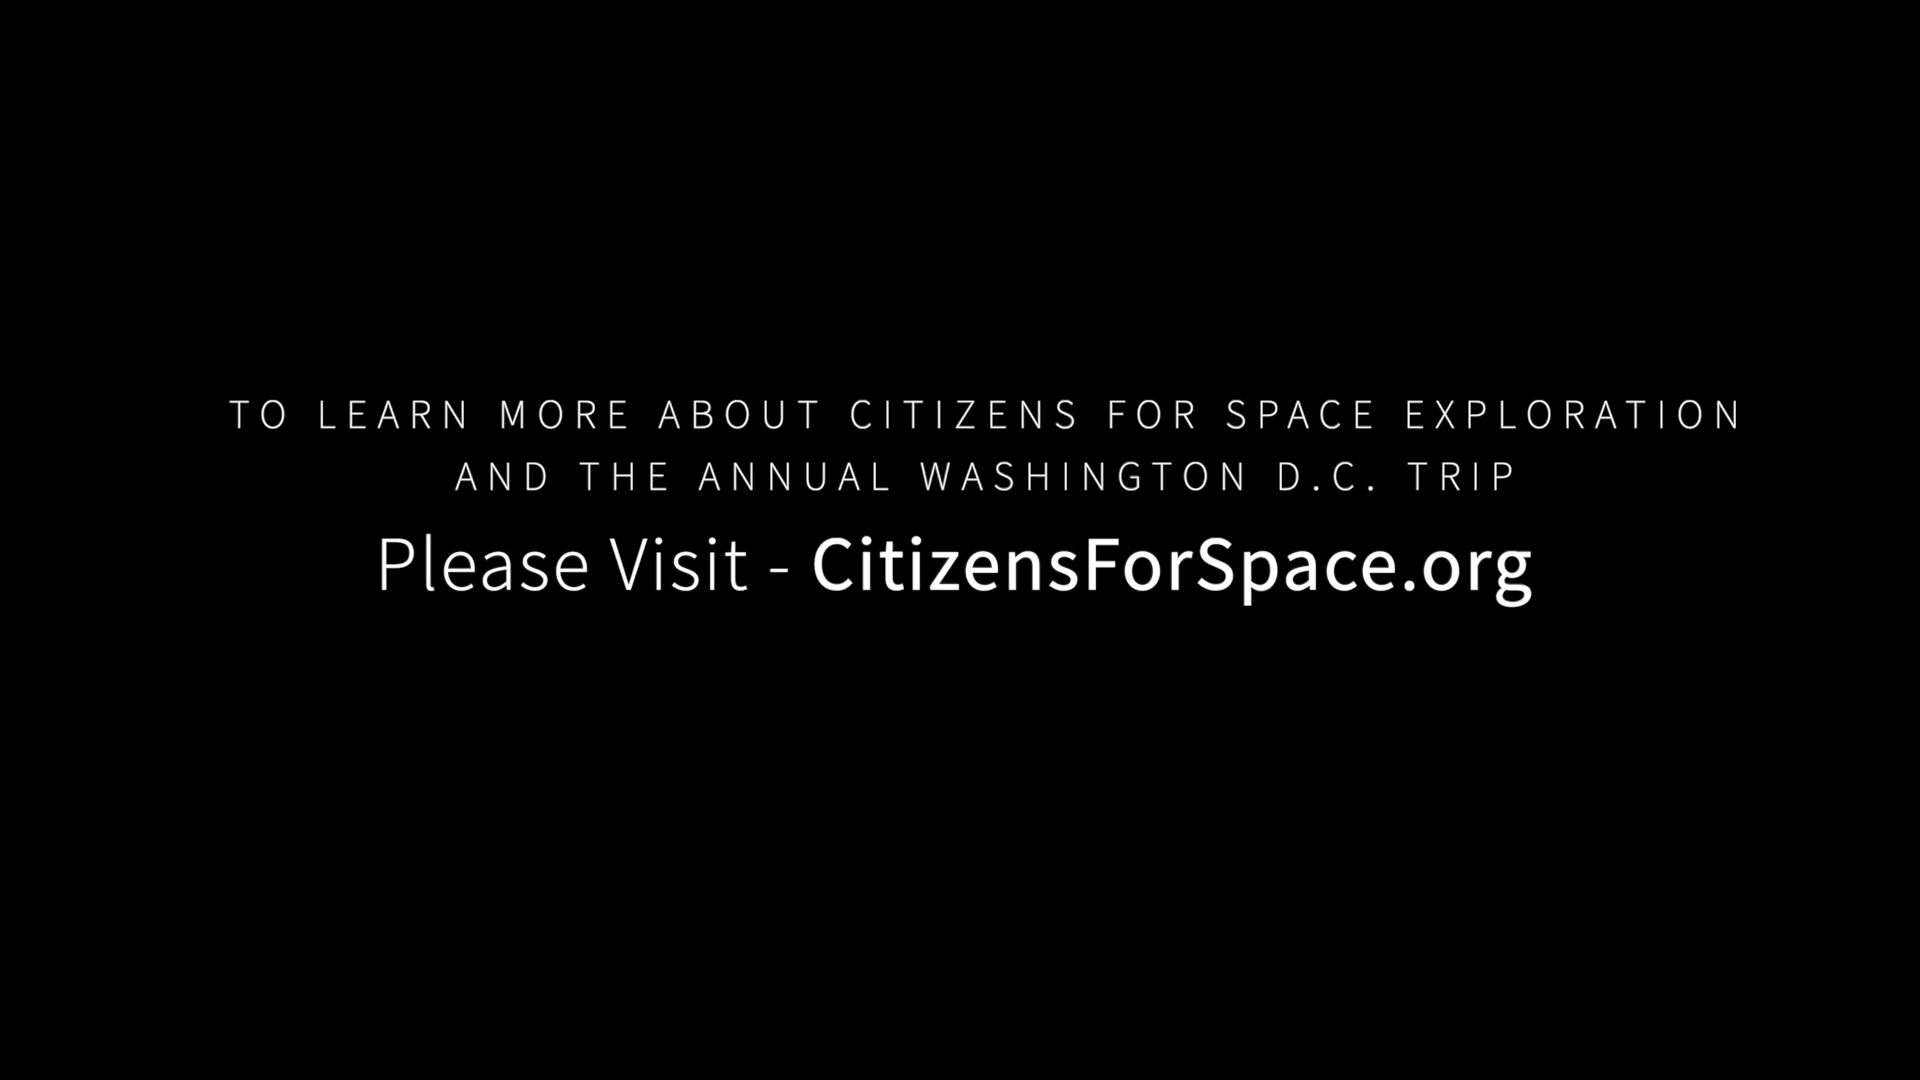 TO LEARN MORE ABOUT CITIZENS FOR SPACE EXPLORATION
AND THE ANNUAL WASHINGTON D.C. TRIP
Please Visit - CitizensForSpace.org